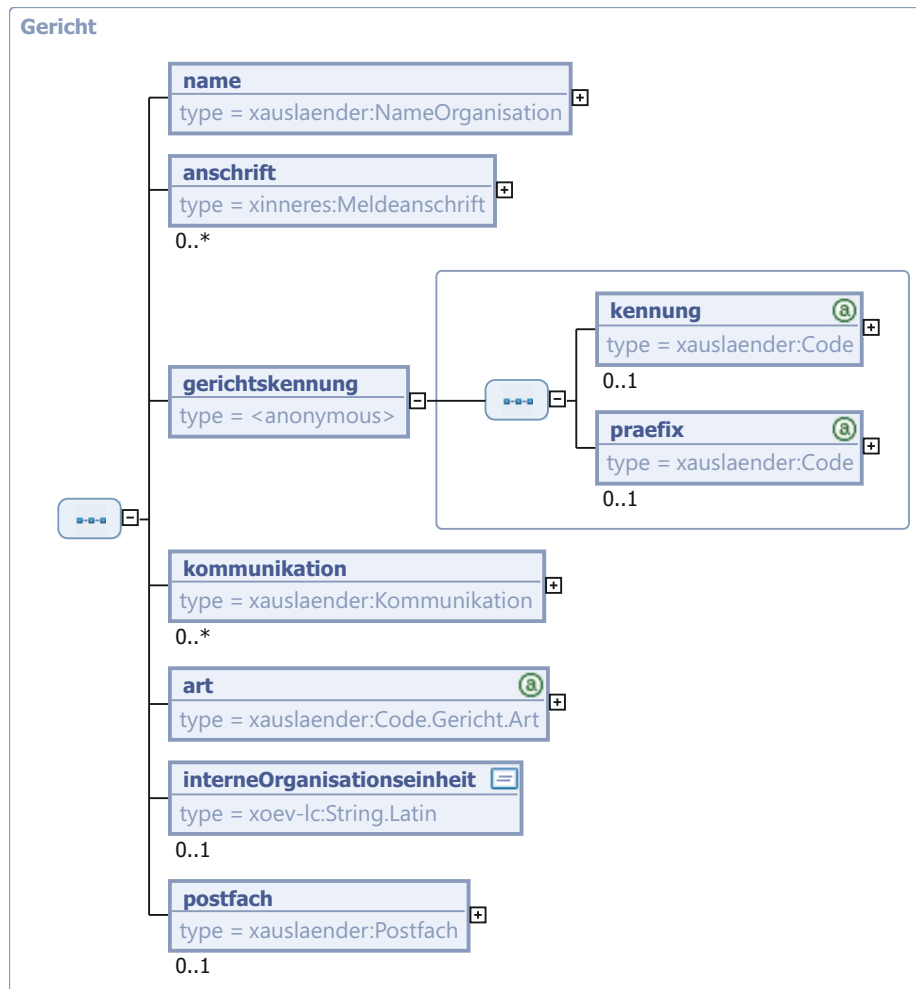 Gericht
name
type = xauslaender:NameOrganisation
anschrift
type = xinneres:Meldeanschrift
0..*
gerichtskennung
type = <anonymous>
kennung
type = xauslaender:Code
0..1
praefix
type = xauslaender:Code
0..1
kommunikation
type = xauslaender:Kommunikation
0..*
art
type = xauslaender:Code.Gericht.Art
interneOrganisationseinheit
type = xoev-lc:String.Latin
0..1
postfach
type = xauslaender:Postfach
0..1